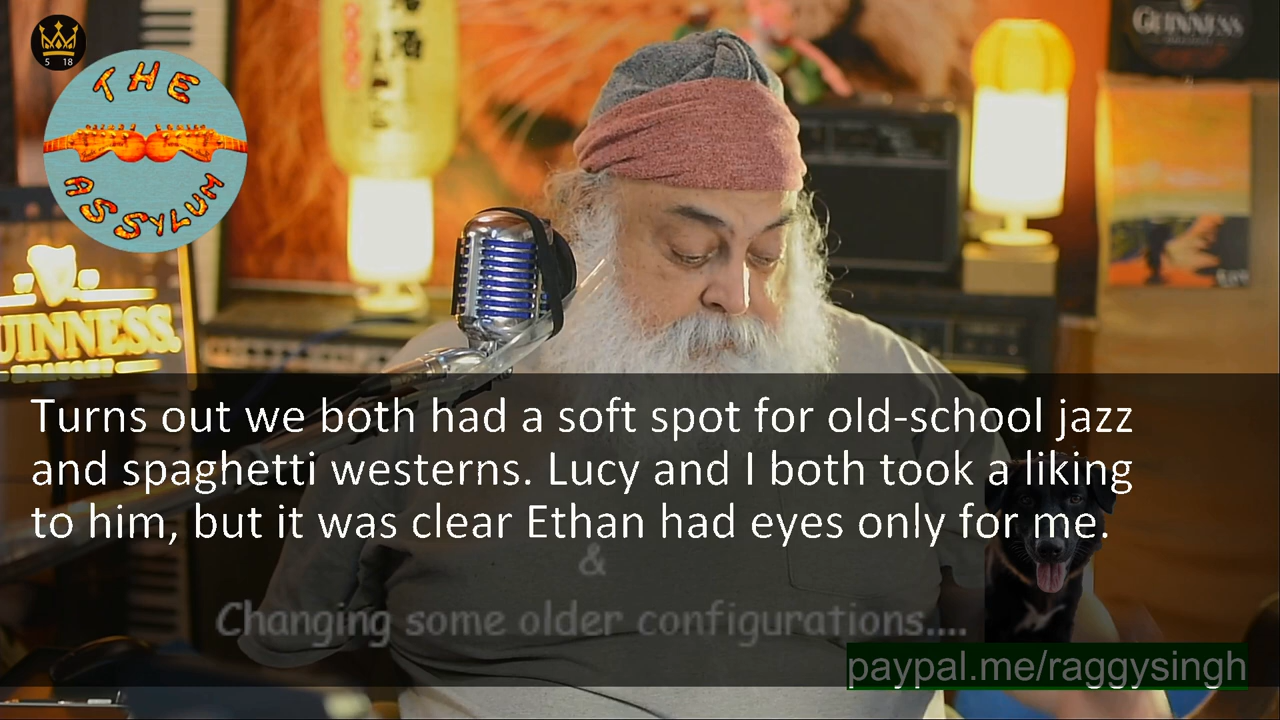 5 18
THE
ASSYLUM
GUINNESS
UINNESS.
DRAUGHT
Turns out we both had a soft spot for old-school jazz
and spaghetti westerns. Lucy and I both took a liking
to him, but it was clear Ethan had eyes only for me.
&
Changing some older configurations....
paypal.me/raggysingh